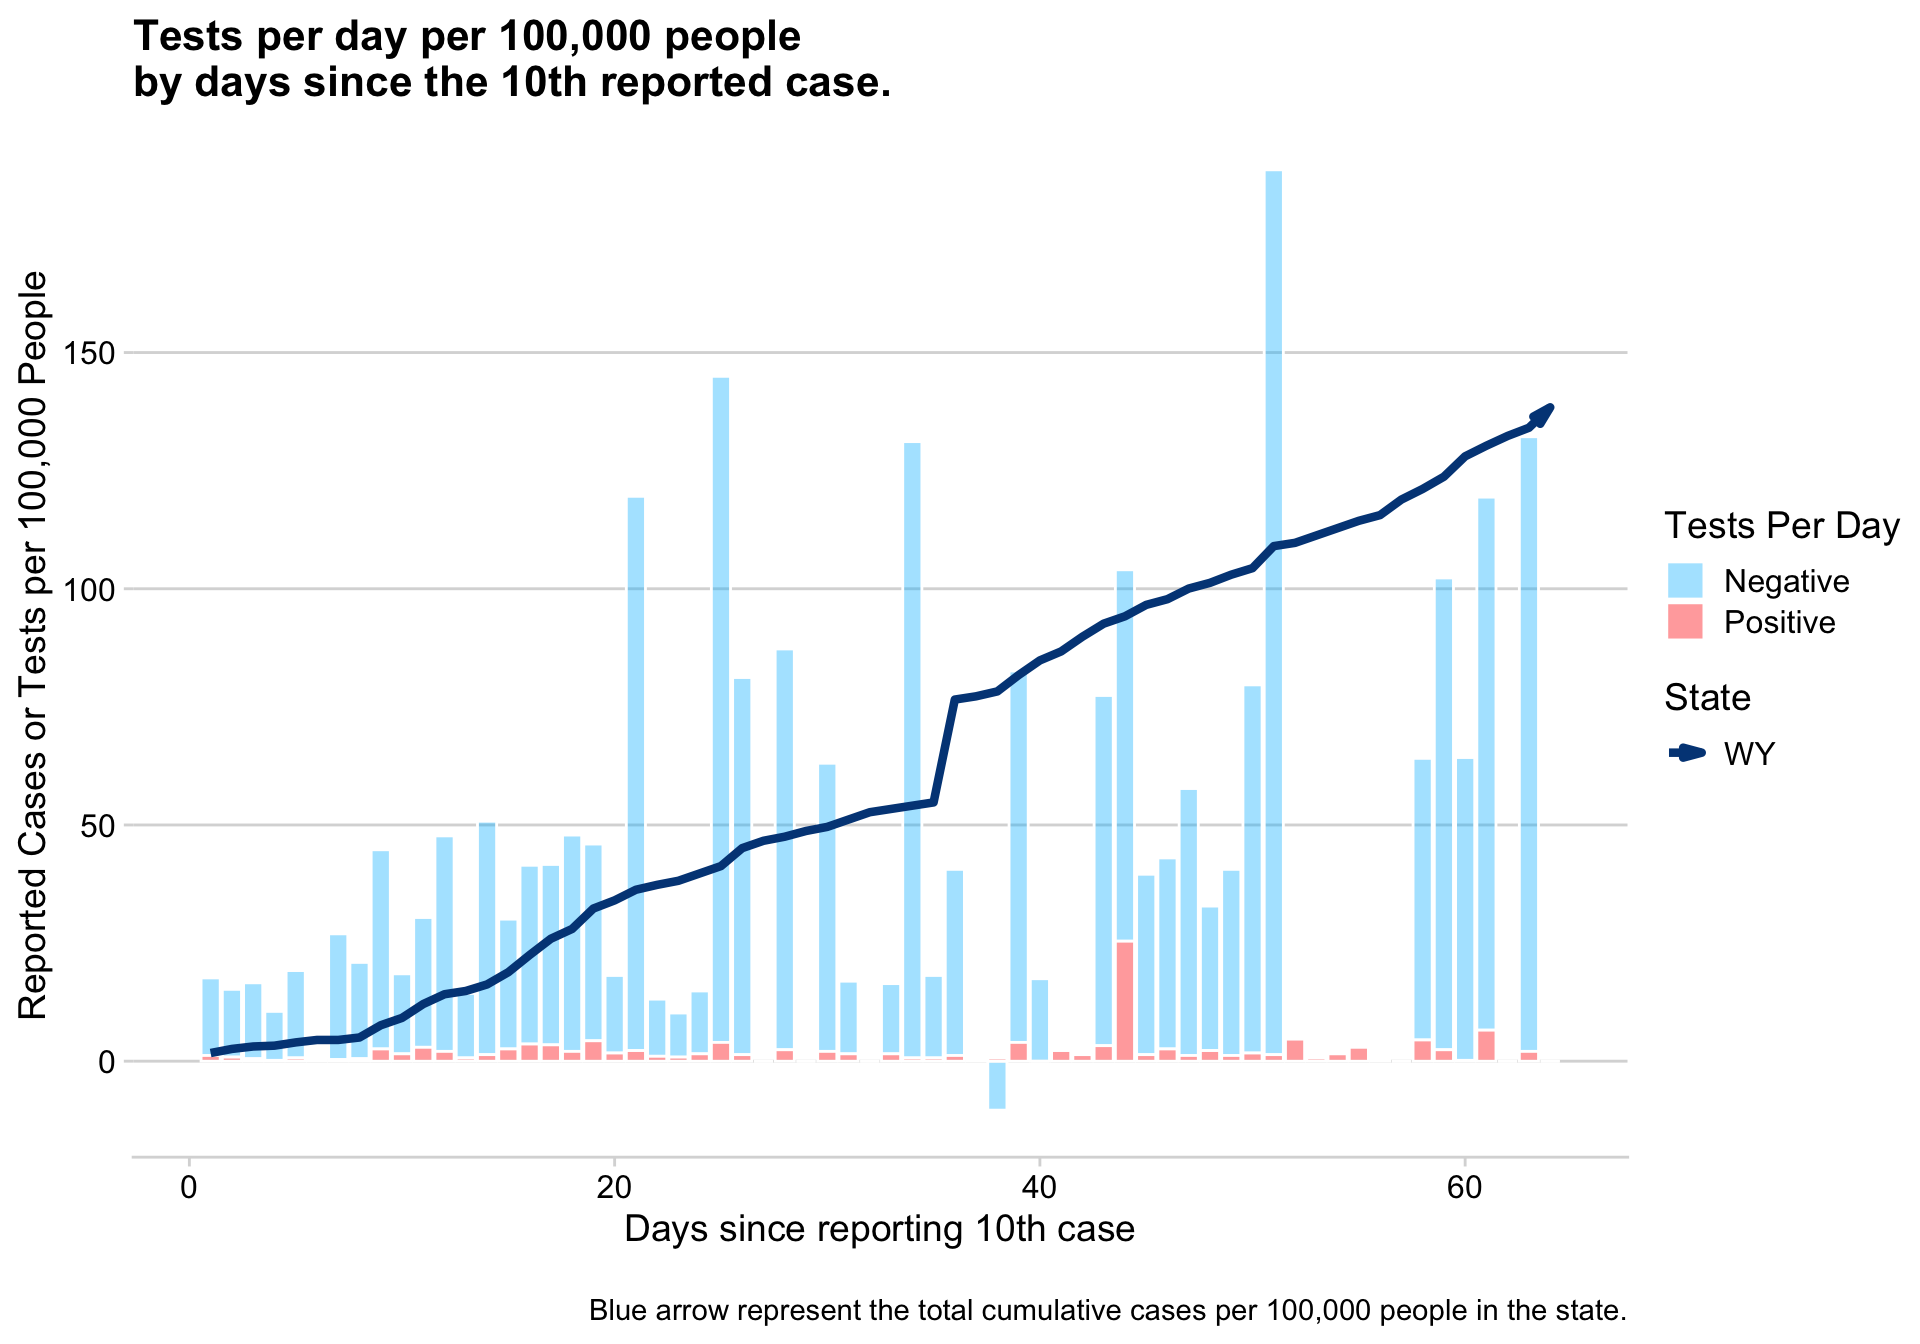 Tests per day per 100,000 people
by days since the 10th reported case.
Reported Cases or Tests per 100,000 People
150
100
50
0
0
20
40
60
Days since reporting 10th case
Tests Per Day
Negative
Positive
State
WY
Blue arrow represent the total cumulative cases per 100,000 people in the state.